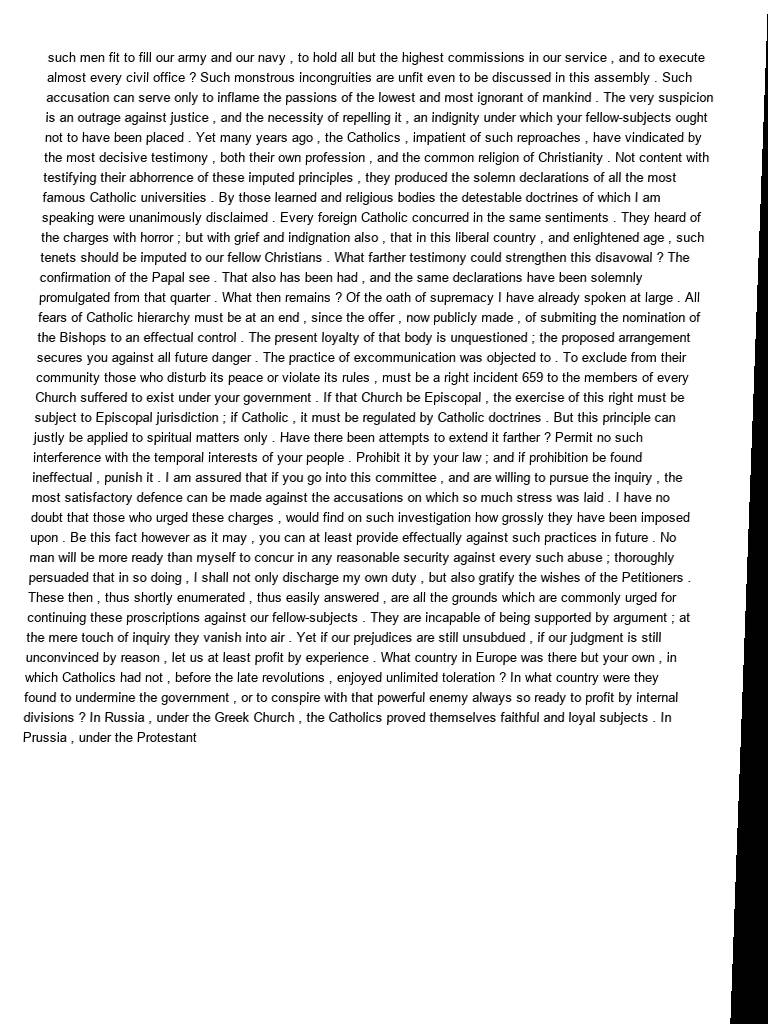 such men fit to fill our army and our navy , to hold all but the highest commissions in our service , and to execute
almost every civil office ? Such monstrous incongruities are unfit even to be discussed in this assembly . Such
accusation can serve only to inflame the passions of the lowest and most ignorant of mankind . The very suspicion
is an outrage against justice , and the necessity of repelling it , an indignity under which your fellow-subjects ought
not to have been placed . Yet many years ago , the Catholics , impatient of such reproaches , have vindicated by
the most decisive testimony , both their own profession , and the common religion of Christianity . Not content with
testifying their abhorrence of these imputed principles , they produced the solemn declarations of all the most
famous Catholic universities . By those learned and religious bodies the detestable doctrines of which I am
speaking were unanimously disclaimed . Every foreign Catholic concurred in the same sentiments . They heard of
the charges with horror ; but with grief and indignation also , that in this liberal country , and enlightened age , such
tenets should be imputed to our fellow Christians . What farther testimony could strengthen this disavowal ? The
confirmation of the Papal see . That also has been had , and the same declarations have been solemnly
promulgated from that quarter . What then remains ? Of the oath of supremacy I have already spoken at large . All
fears of Catholic hierarchy must be at an end , since the offer , now publicly made , of submiting the nomination of
the Bishops to an effectual control . The present loyalty of that body is unquestioned ; the proposed arrangement
secures you against all future danger . The practice of excommunication was objected to . To exclude from their
community those who disturb its peace or violate its rules , must be a right incident 659 to the members of every
Church suffered to exist under your government . If that Church be Episcopal , the exercise of this right must be
subject to Episcopal jurisdiction ; if Catholic , it must be regulated by Catholic doctrines . But this principle can
justly be applied to spiritual matters only . Have there been attempts to extend it farther ? Permit no such
interference with the temporal interests of your people . Prohibit it by your law ; and if prohibition be found
ineffectual , punish it . I am assured that if you go into this committee , and are willing to pursue the inquiry , the
most satisfactory defence can be made against the accusations on which so much stress was laid . I have no
doubt that those who urged these charges , would find on such investigation how grossly they have been imposed
upon . Be this fact however as it may , you can at least provide effectually against such practices in future . No
man will be more ready than myself to concur in any reasonable security against every such abuse ; thoroughly
persuaded that in so doing , I shall not only discharge my own duty , but also gratify the wishes of the Petitioners .
These then , thus shortly enumerated , thus easily answered , are all the grounds which are commonly urged for
continuing these proscriptions against our fellow-subjects . They are incapable of being supported by argument ; at
the mere touch of inquiry they vanish into air . Yet if our prejudices are still unsubdued , if our judgment is still
unconvinced by reason , let us at least profit by experience . What country in Europe was there but your own , in
which Catholics had not , before the late revolutions , enjoyed unlimited toleration ? In what country were they
found to undermine the government , or to conspire with that powerful enemy always so ready to profit by internal
divisions ? In Russia , under the Greek Church , the Catholics proved themselves faithful and loyal subjects . In
Prussia , under the Protestant